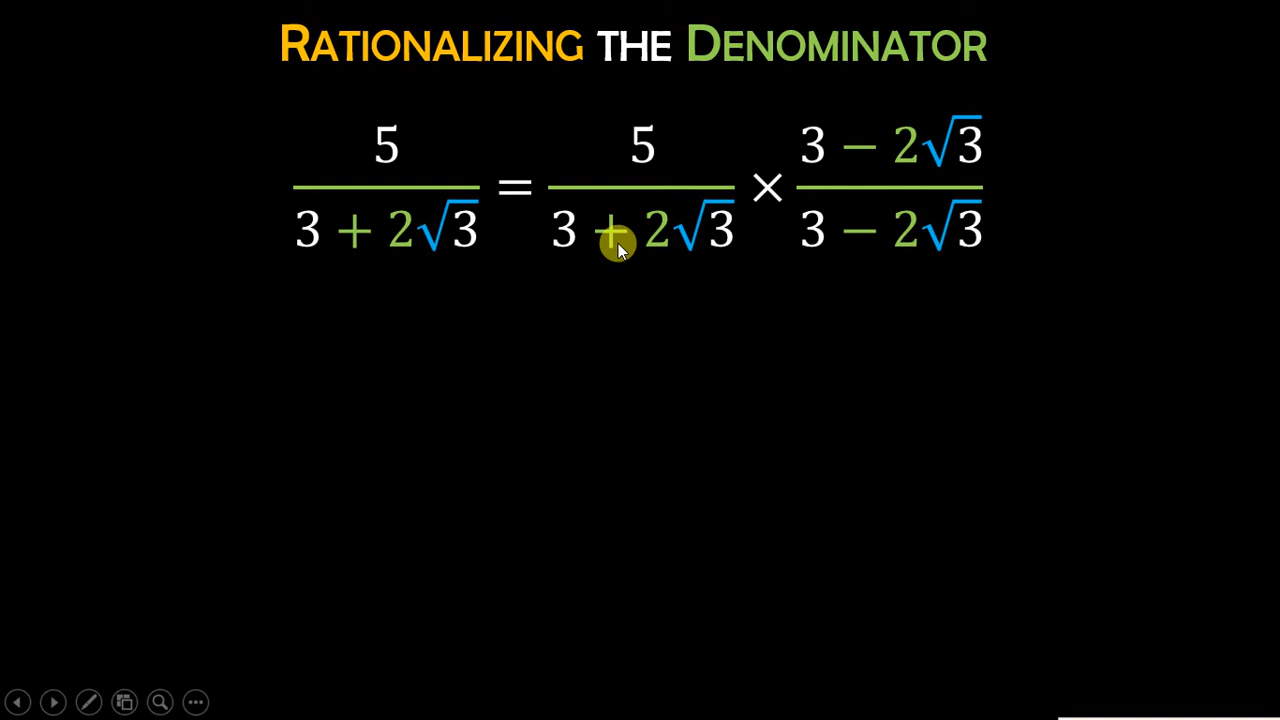 RATIONALIZING THE DENOMINATOR
5/(3 + 2√3) = 5/(3 + 2√3) × (3 − 2√3)/(3 − 2√3)